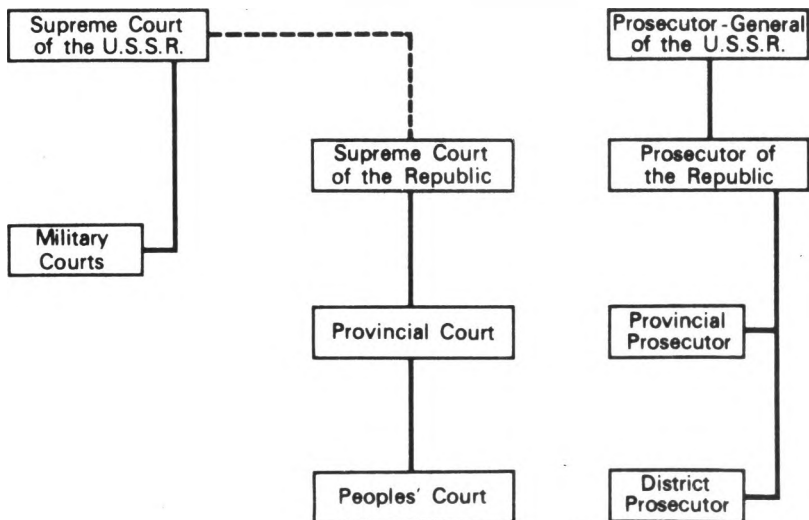 Supreme Court
of the U.S.S.R.
Prosecutor-General
of the U.S.S.R.
Supreme Court
of the Republic
Prosecutor of
the Republic
Military
Courts
Provincial Court
Provincial
Prosecutor
Peoples' Court
District
Prosecutor